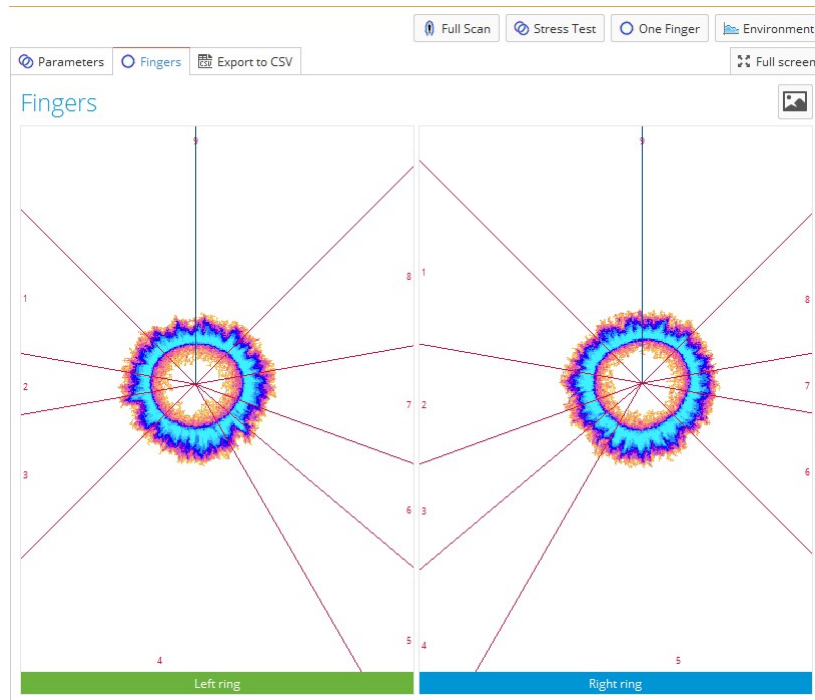 Full Scan Stress Test One Finger Environment
Parameters Fingers CSV Export to CSV Full screen
Fingers
9 9
8 1
1 8
2 7
7 2
3 6
6 3
5 4
4 5
Left ring Right ring